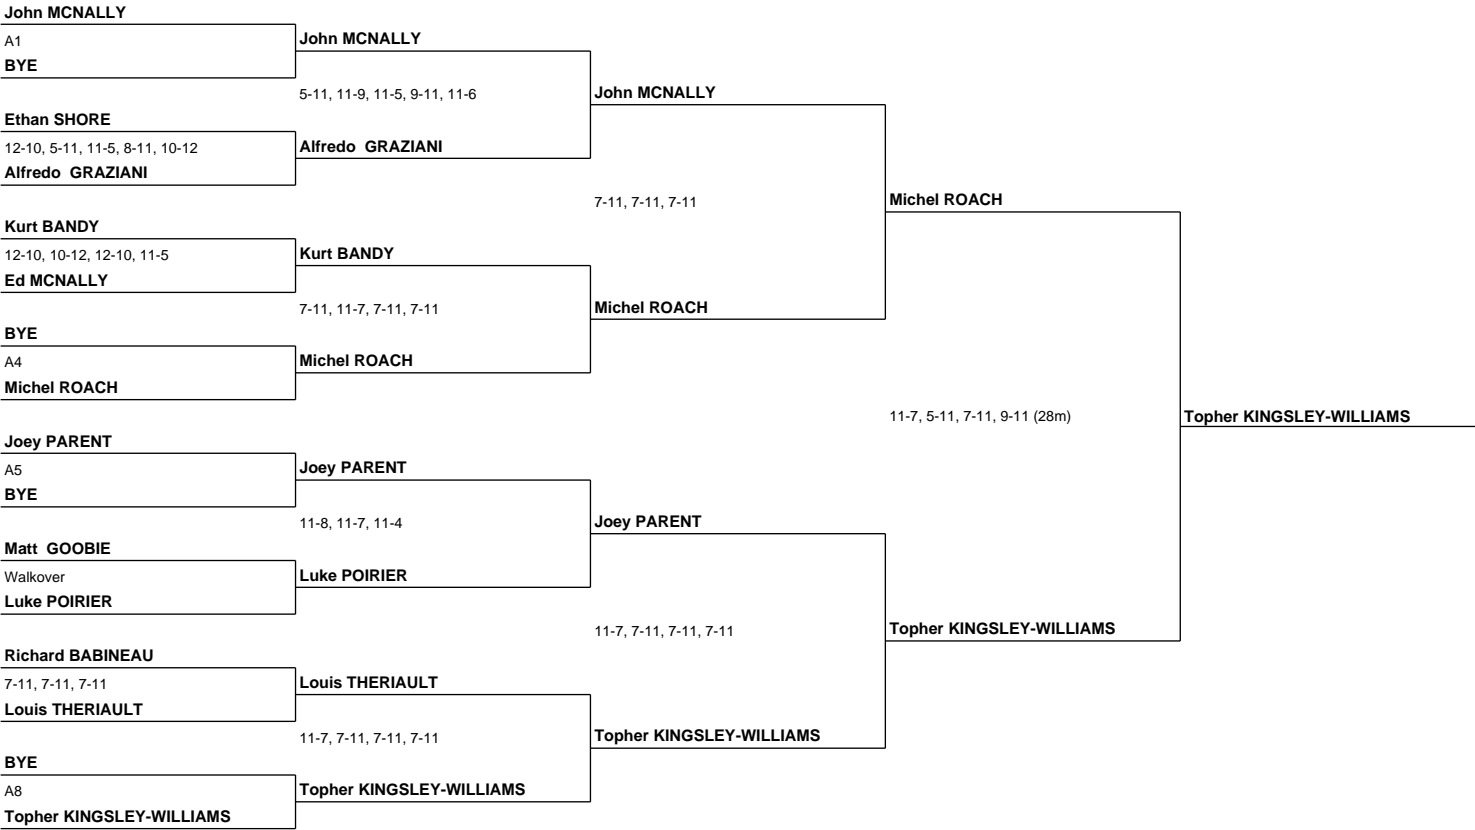 John MCNALLY
A1
BYE
Ethan SHORE
12-10, 5-11, 11-5, 8-11, 10-12
Alfredo  GRAZIANI
Kurt BANDY
12-10, 10-12, 12-10, 11-5
Ed MCNALLY
BYE
A4
Michel ROACH
Joey PARENT
A5
BYE
Matt  GOOBIE
Walkover
Luke POIRIER
Richard BABINEAU
7-11, 7-11, 7-11
Louis THERIAULT
BYE
A8
Topher KINGSLEY-WILLIAMS
John MCNALLY
5-11, 11-9, 11-5, 9-11, 11-6
Alfredo  GRAZIANI
Kurt BANDY
7-11, 11-7, 7-11, 7-11
Michel ROACH
Joey PARENT
11-8, 11-7, 11-4
Luke POIRIER
Louis THERIAULT
11-7, 7-11, 7-11, 7-11
Topher KINGSLEY-WILLIAMS
John MCNALLY
7-11, 7-11, 7-11
Michel ROACH
Joey PARENT
11-7, 7-11, 7-11, 7-11
Topher KINGSLEY-WILLIAMS
Michel ROACH
11-7, 5-11, 7-11, 9-11 (28m)
Topher KINGSLEY-WILLIAMS
Topher KINGSLEY-WILLIAMS